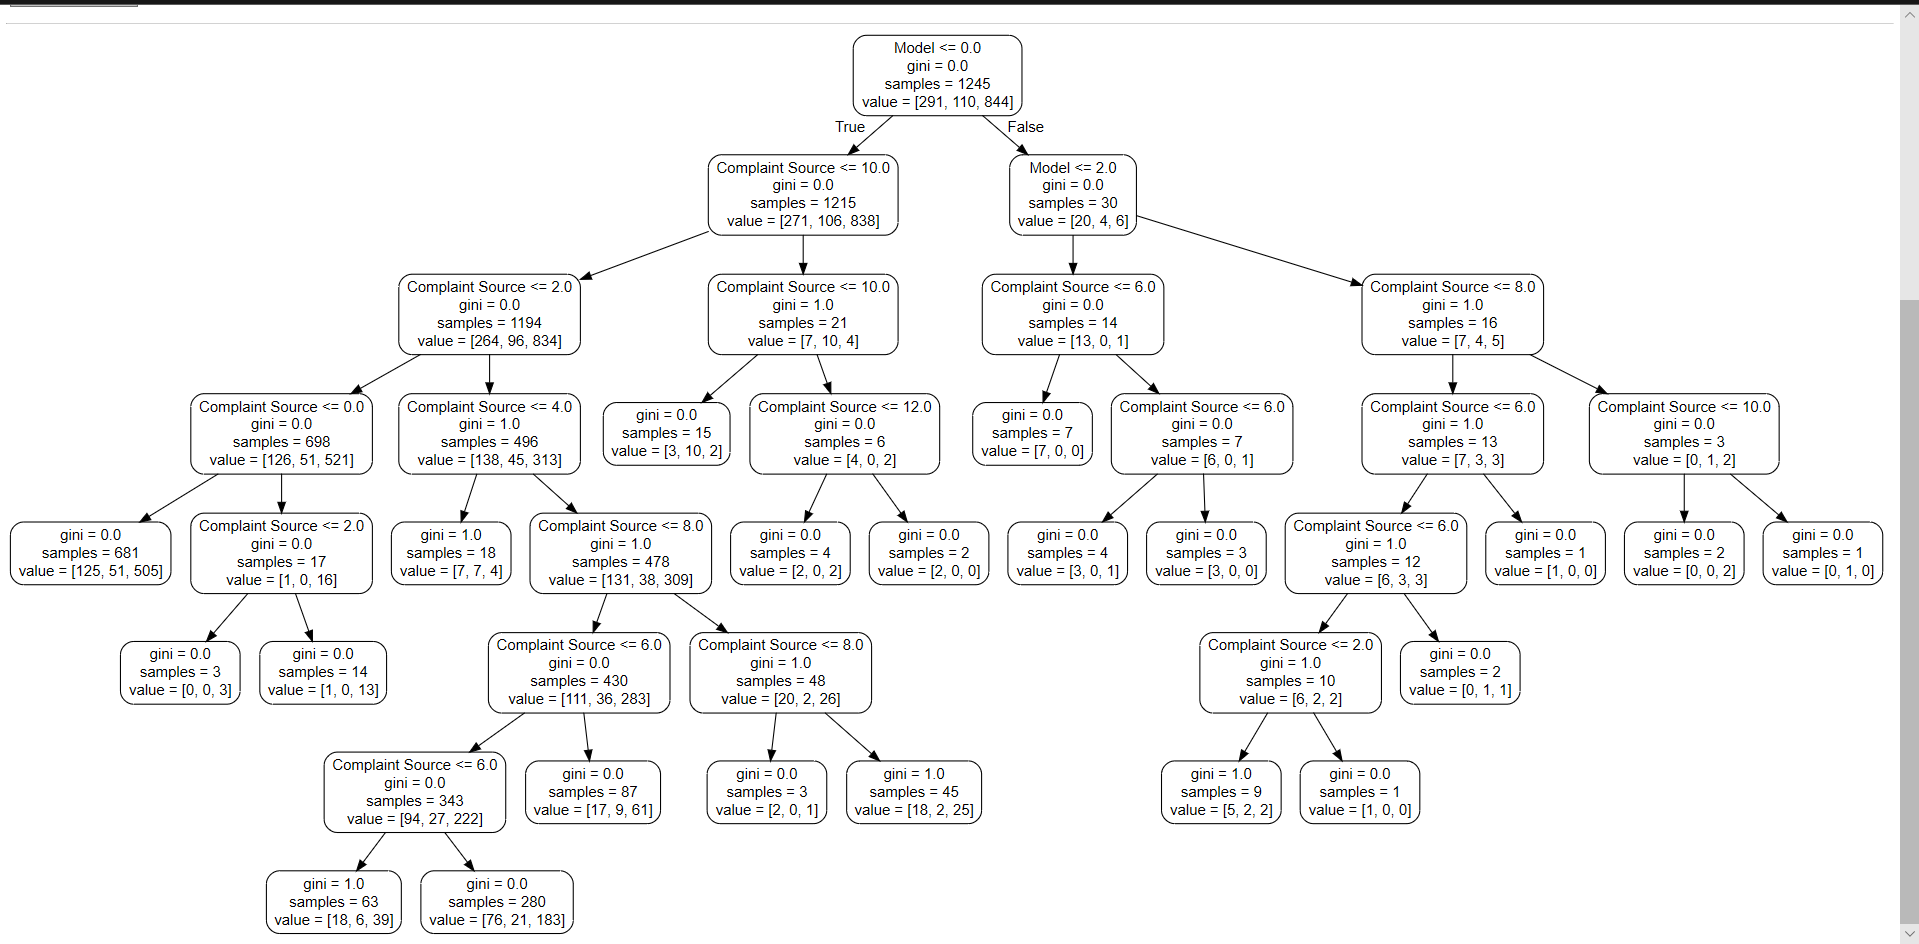 Model <= 0.0
gini = 0.0
samples = 1245
value = [291, 110, 844]
True
False
Complaint Source <= 10.0
gini = 0.0
samples = 1215
value = [271, 106, 838]
Model <= 2.0
gini = 0.0
samples = 30
value = [20, 4, 6]
Complaint Source <= 2.0
gini = 0.0
samples = 1194
value = [264, 96, 834]
Complaint Source <= 10.0
gini = 1.0
samples = 21
value = [7, 10, 4]
Complaint Source <= 6.0
gini = 0.0
samples = 14
value = [13, 0, 1]
Complaint Source <= 8.0
gini = 1.0
samples = 16
value = [7, 4, 5]
Complaint Source <= 0.0
gini = 0.0
samples = 698
value = [126, 51, 521]
Complaint Source <= 4.0
gini = 1.0
samples = 496
value = [138, 45, 313]
gini = 0.0
samples = 15
value = [3, 10, 2]
Complaint Source <= 12.0
gini = 0.0
samples = 6
value = [4, 0, 2]
gini = 0.0
samples = 7
value = [7, 0, 0]
Complaint Source <= 6.0
gini = 0.0
samples = 7
value = [6, 0, 1]
Complaint Source <= 6.0
gini = 1.0
samples = 13
value = [7, 3, 3]
Complaint Source <= 10.0
gini = 0.0
samples = 3
value = [0, 1, 2]
gini = 0.0
samples = 681
value = [125, 51, 505]
Complaint Source <= 2.0
gini = 0.0
samples = 17
value = [1, 0, 16]
gini = 1.0
samples = 18
value = [7, 7, 4]
Complaint Source <= 8.0
gini = 1.0
samples = 478
value = [131, 38, 309]
gini = 0.0
samples = 4
value = [2, 0, 2]
gini = 0.0
samples = 2
value = [2, 0, 0]
gini = 0.0
samples = 4
value = [3, 0, 1]
gini = 0.0
samples = 3
value = [3, 0, 0]
Complaint Source <= 6.0
gini = 1.0
samples = 12
value = [6, 3, 3]
gini = 0.0
samples = 1
value = [1, 0, 0]
gini = 0.0
samples = 2
value = [0, 0, 2]
gini = 0.0
samples = 1
value = [0, 1, 0]
gini = 0.0
samples = 3
value = [0, 0, 3]
gini = 0.0
samples = 14
value = [1, 0, 13]
Complaint Source <= 6.0
gini = 0.0
samples = 430
value = [111, 36, 283]
Complaint Source <= 8.0
gini = 1.0
samples = 48
value = [20, 2, 26]
Complaint Source <= 2.0
gini = 1.0
samples = 10
value = [6, 2, 2]
gini = 0.0
samples = 2
value = [0, 1, 1]
Complaint Source <= 6.0
gini = 0.0
samples = 343
value = [94, 27, 222]
gini = 0.0
samples = 87
value = [17, 9, 61]
gini = 0.0
samples = 3
value = [2, 0, 1]
gini = 1.0
samples = 45
value = [18, 2, 25]
gini = 1.0
samples = 9
value = [5, 2, 2]
gini = 0.0
samples = 1
value = [1, 0, 0]
gini = 1.0
samples = 63
value = [18, 6, 39]
gini = 0.0
samples = 280
value = [76, 21, 183]